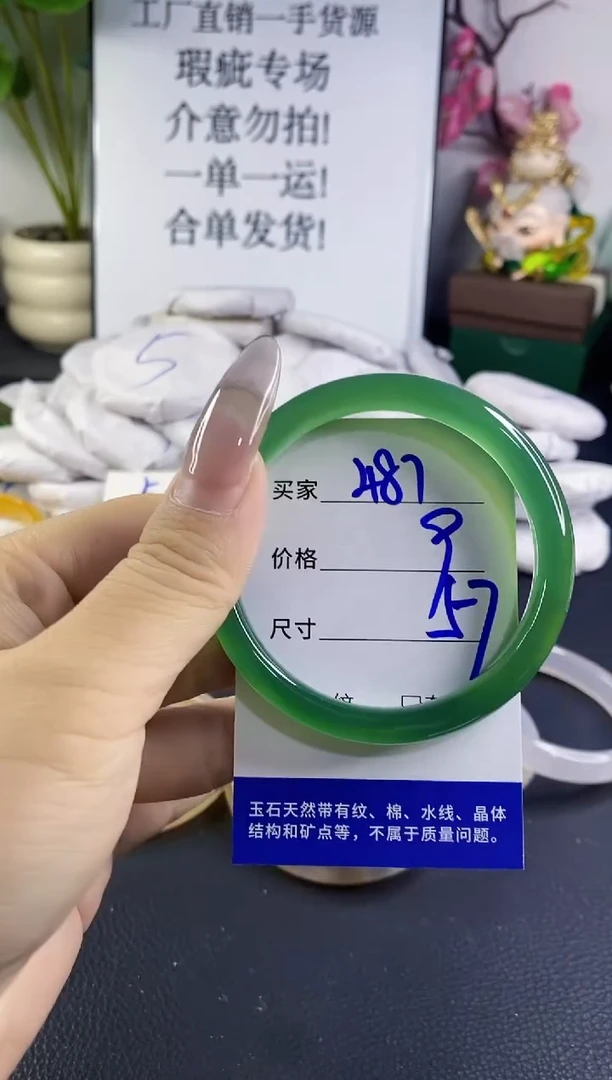 工厂直销一手货源
瑕疵专场
介意勿拍!
一单一运!
合单发货!
5
买家 487
价格 9
尺寸 57
玉石天然带有纹、棉、水线、晶体
结构和矿点等，不属于质量问题。